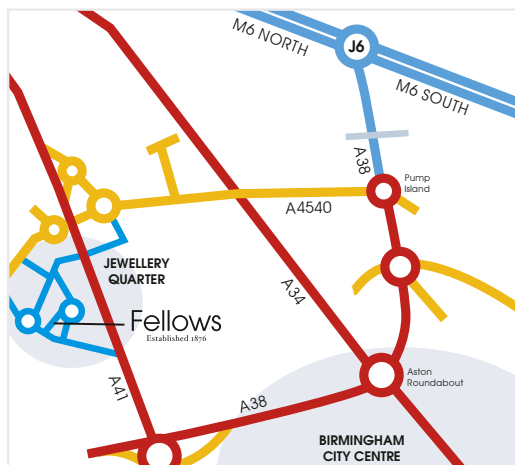 M6 NORTH
J6
M6 SOUTH
A38
Pump
Island
A4540
JEWELLERY
QUARTER
A34
Fellows
Established 1876
A41
A38
Aston
Roundabout
BIRMINGHAM
CITY CENTRE